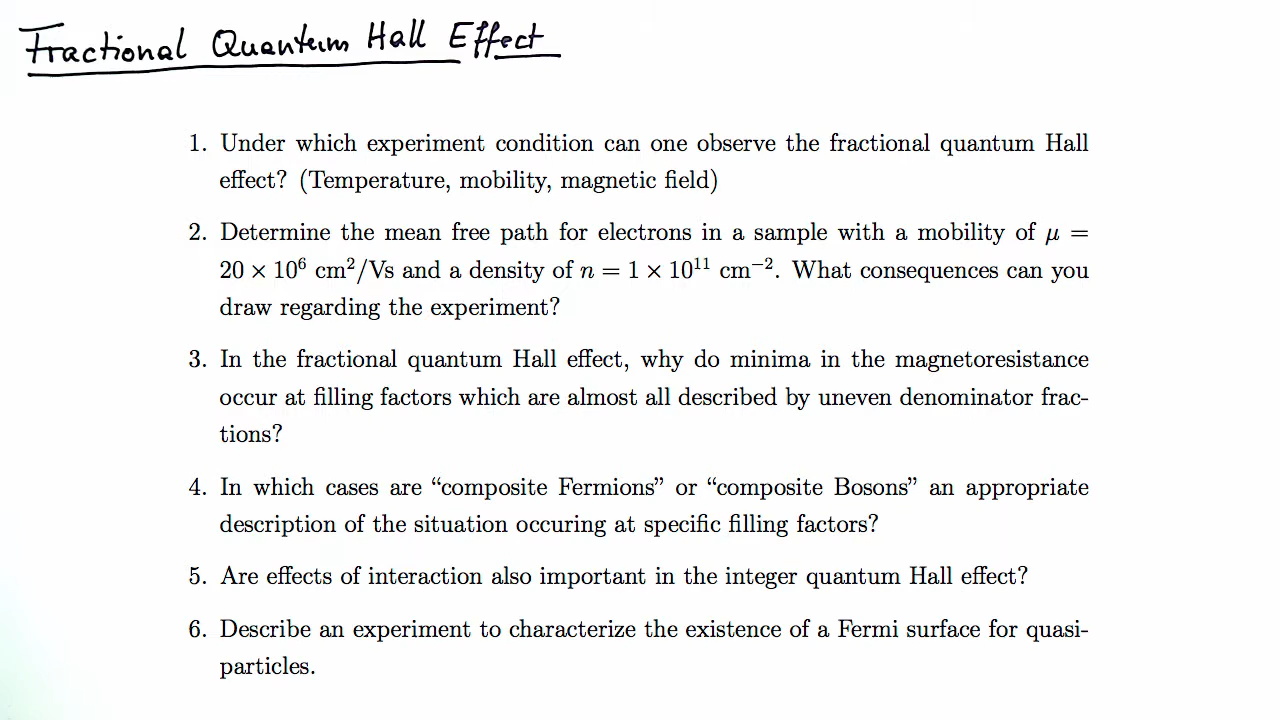 Fractional Quantum Hall Effect
1. Under which experiment condition can one observe the fractional quantum Hall
effect? (Temperature, mobility, magnetic field)
2. Determine the mean free path for electrons in a sample with a mobility of μ =
20 × 10⁶ cm²/Vs and a density of n = 1 × 10¹¹ cm⁻². What consequences can you
draw regarding the experiment?
3. In the fractional quantum Hall effect, why do minima in the magnetoresistance
occur at filling factors which are almost all described by uneven denominator frac-
tions?
4. In which cases are “composite Fermions” or “composite Bosons” an appropriate
description of the situation occuring at specific filling factors?
5. Are effects of interaction also important in the integer quantum Hall effect?
6. Describe an experiment to characterize the existence of a Fermi surface for quasi-
particles.